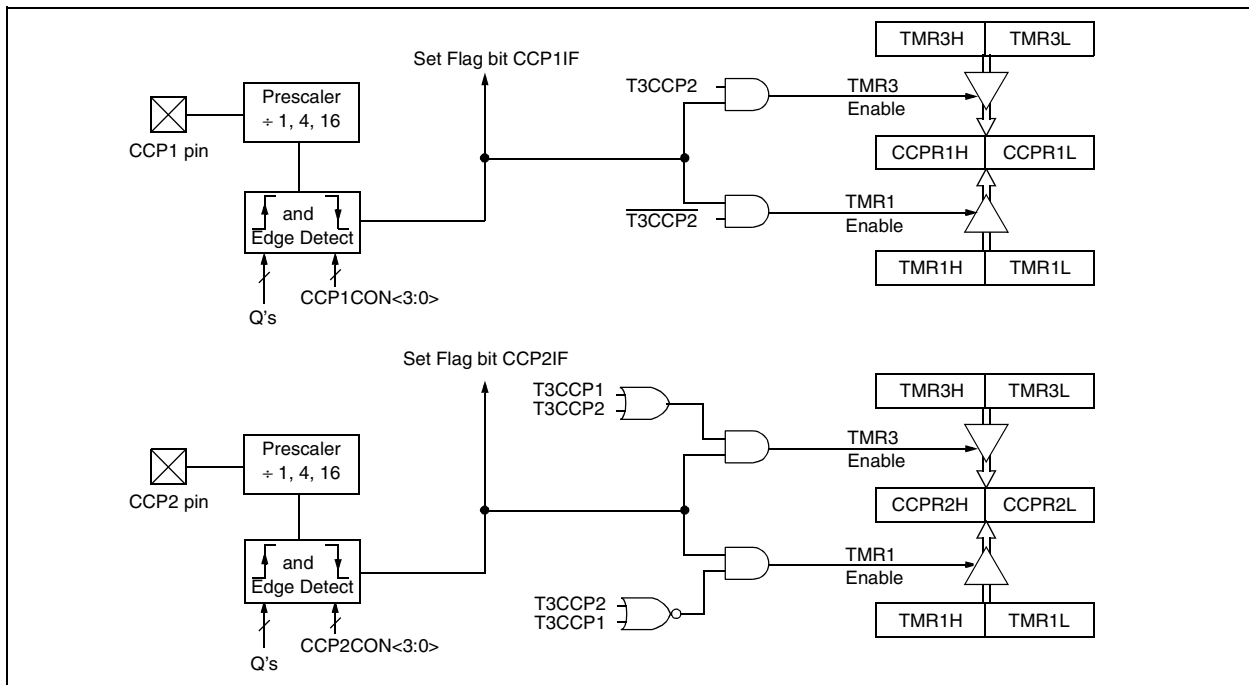 TMR3H TMR3L
Set Flag bit CCP1IF
T3CCP2
TMR3
Enable
Prescaler
÷ 1, 4, 16
CCP1 pin
CCPR1H CCPR1L
and
Edge Detect
T3CCP2
TMR1
Enable
TMR1H TMR1L
CCP1CON<3:0>
Q's
Set Flag bit CCP2IF
TMR3H TMR3L
T3CCP1
T3CCP2
TMR3
Enable
Prescaler
÷ 1, 4, 16
CCP2 pin
CCPR2H CCPR2L
and
Edge Detect
TMR1
Enable
T3CCP2
T3CCP1
TMR1H TMR1L
CCP2CON<3:0>
Q's